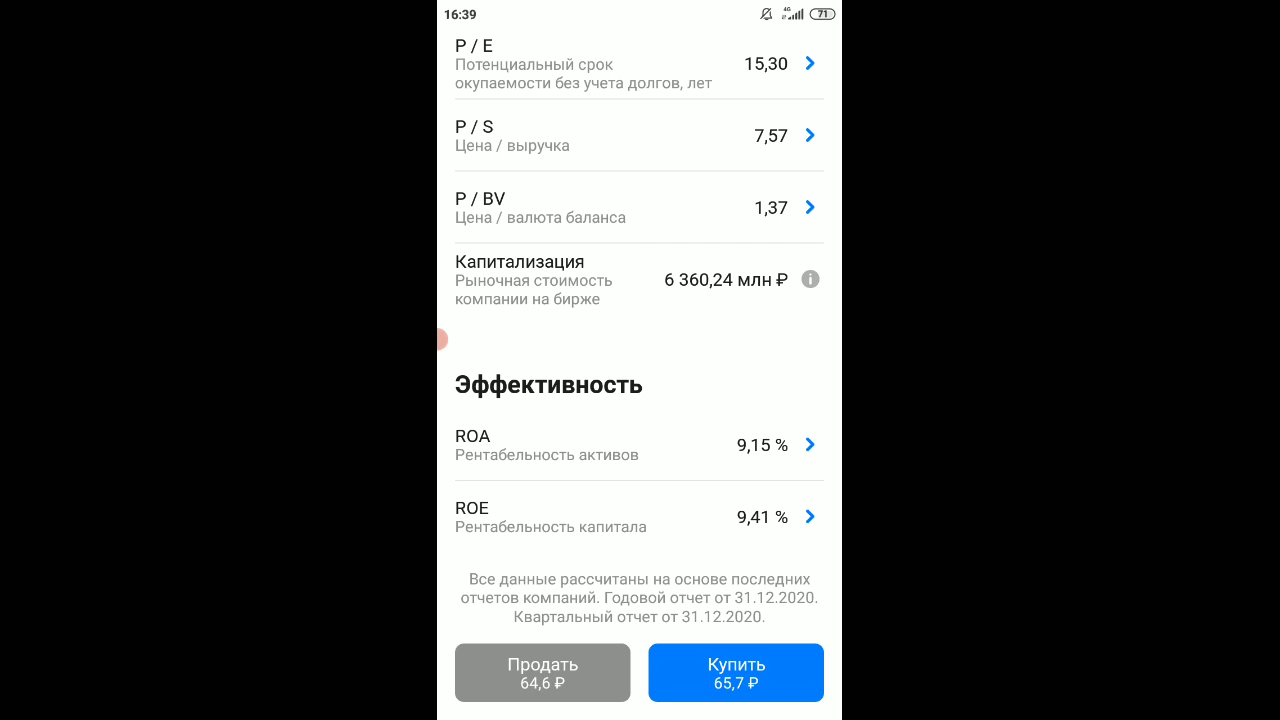 16:39
4G
71
P / E
Потенциальный срок
окупаемости без учета долгов, лет
15,30
P / S
Цена / выручка
7,57
P / BV
Цена / валюта баланса
1,37
Капитализация
Рыночная стоимость
компании на бирже
6 360,24 млн ₽
Эффективность
ROA
Рентабельность активов
9,15 %
ROE
Рентабельность капитала
9,41 %
Все данные рассчитаны на основе последних
отчетов компаний. Годовой отчет от 31.12.2020.
Квартальный отчет от 31.12.2020.
Продать
64,6 ₽
Купить
65,7 ₽